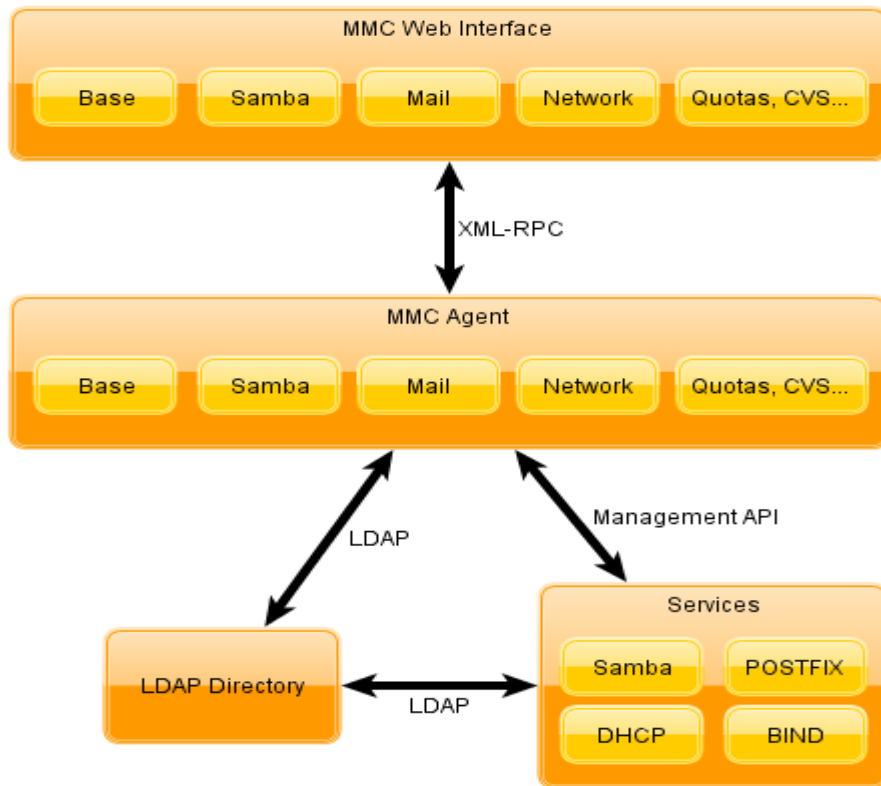 MMC Web Interface
Base
Samba
Mail
Network
Quotas, CVS...
XML-RPC
MMC Agent
Base
Samba
Mail
Network
Quotas, CVS...
LDAP
Management API
Services
LDAP Directory
LDAP
Samba
POSTFIX
DHCP
BIND